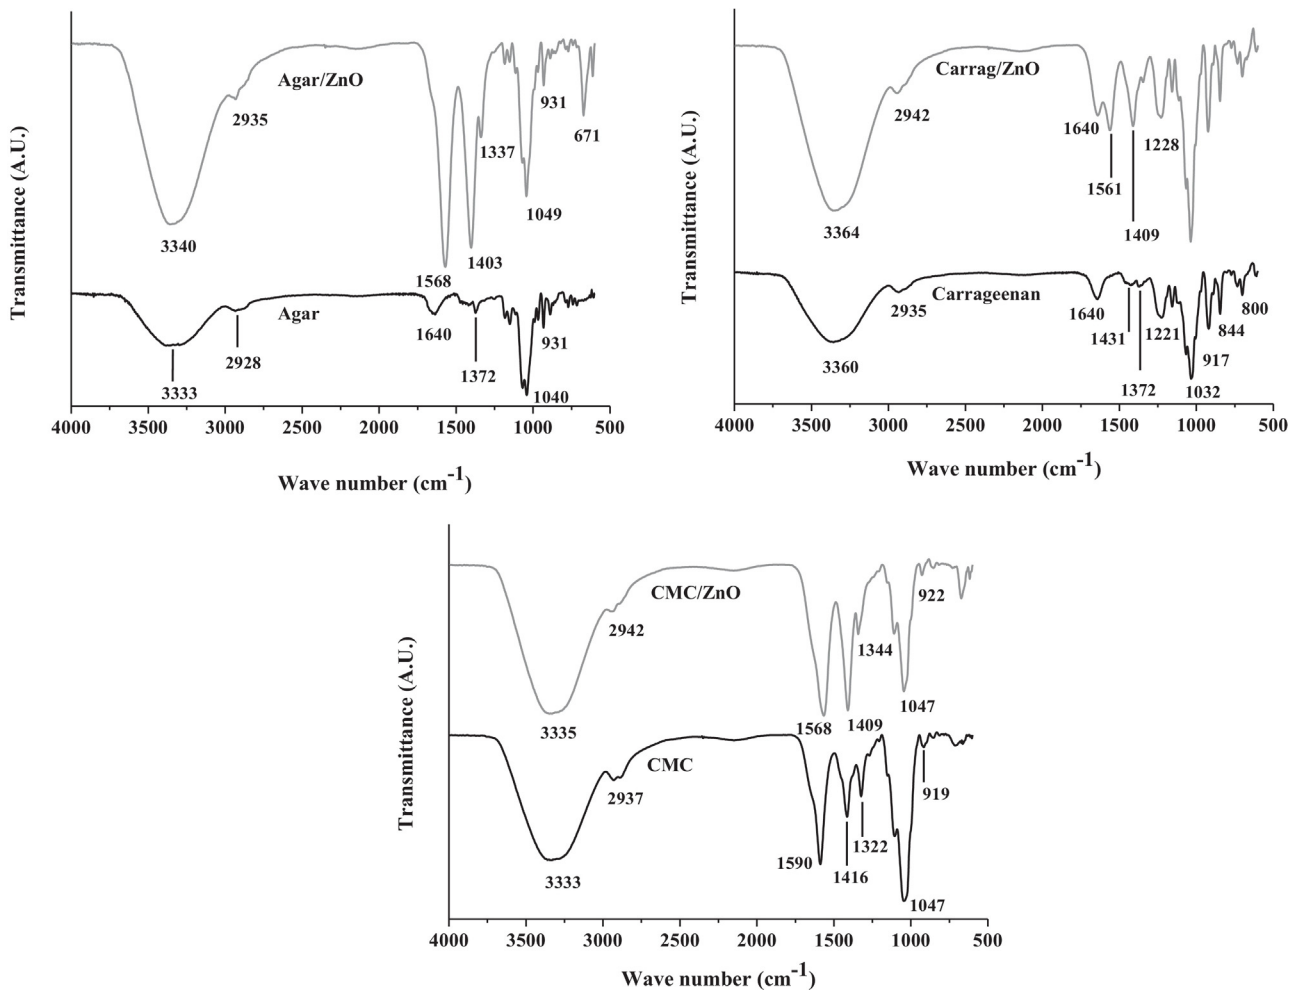 Transmittance (A.U.)
Agar/ZnO
3340
2935
1568
1403
1337
1049
931
671
Agar
3333
2928
1640
1372
1040
931
4000 3500 3000 2500 2000 1500 1000 500
Wave number (cm-1)
Transmittance (A.U.)
Carrag/ZnO
3364
2942
1640
1561
1409
1228
Carrageenan
3360
2935
1640
1431
1372
1221
1032
917
844
800
4000 3500 3000 2500 2000 1500 1000 500
Wave number (cm-1)
Transmittance (A.U.)
CMC/ZnO
3335
2942
1568
1409
1344
1047
922
CMC
3333
2937
1590
1416
1322
1047
919
4000 3500 3000 2500 2000 1500 1000 500
Wave number (cm-1)